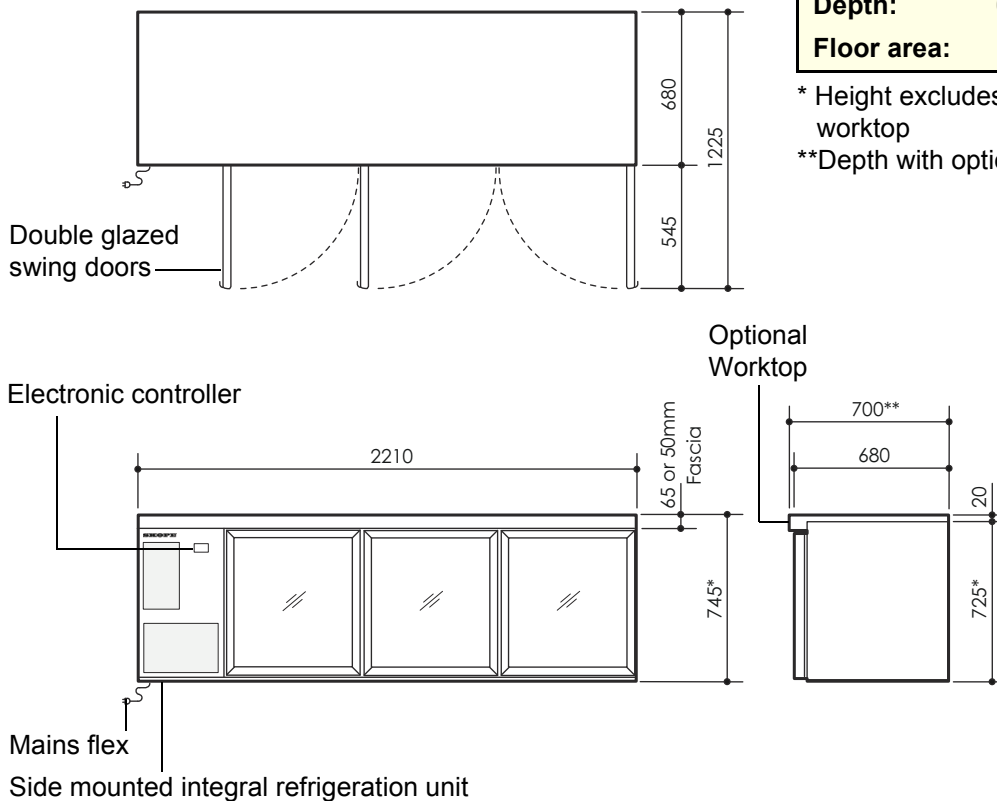 Depth:
Floor area:
* Height excludes
worktop
**Depth with optio
680
1225
545
Double glazed
swing doors
Optional
Worktop
Electronic controller
2210
65 or 50mm
Fascia
700**
680
20
SKOPE
745*
725*
Mains flex
Side mounted integral refrigeration unit